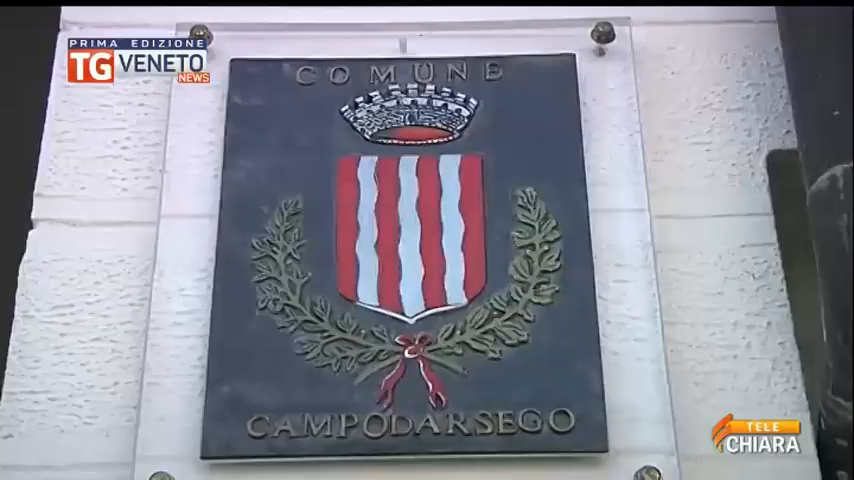 PRIMA EDIZIONE
TG VENETO
NEWS
COMUNE
CAMPODARSEGO
TELE
CHIARA